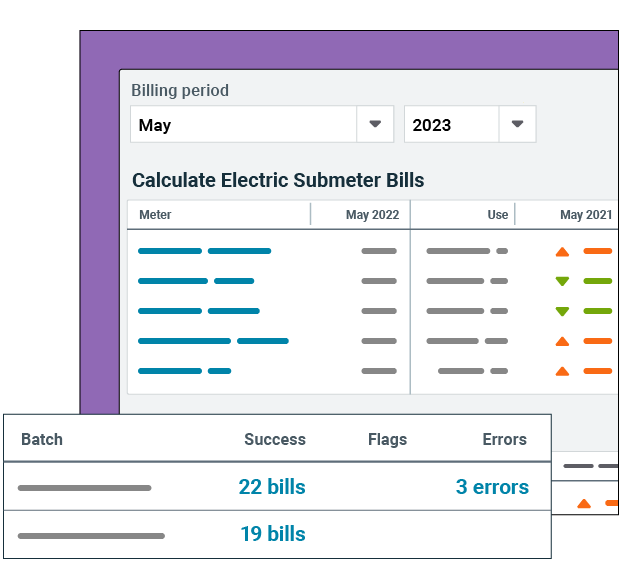 Billing period
May 2023
Calculate Electric Submeter Bills
Meter May 2022 Use May 2021
Batch Success Flags Errors
22 bills 3 errors
19 bills